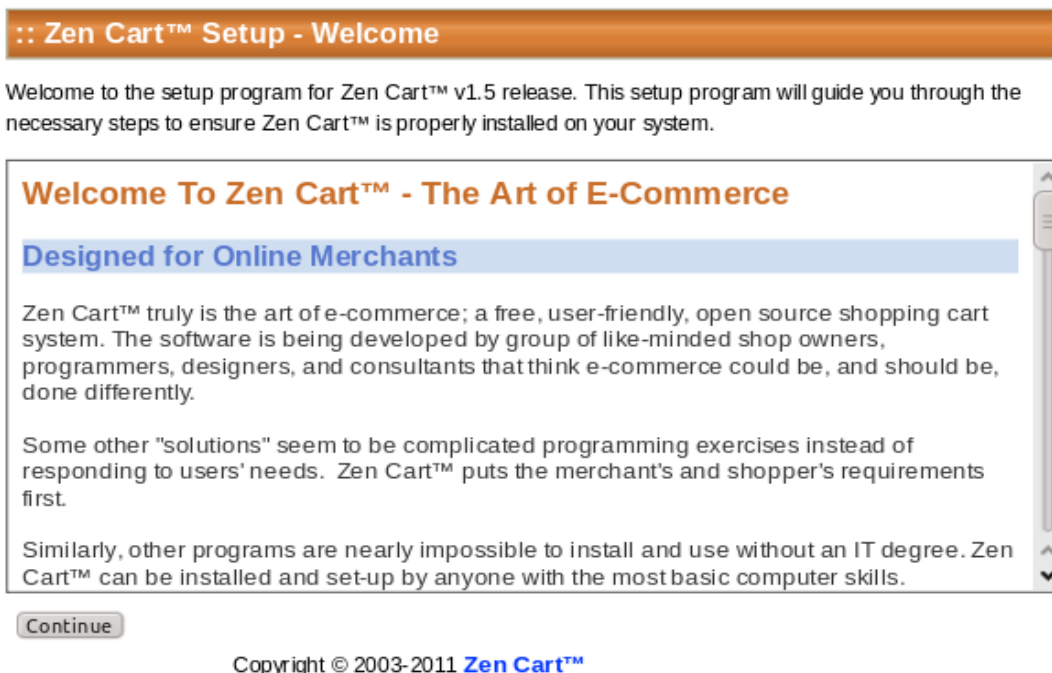 :: Zen Cart™ Setup - Welcome
Welcome to the setup program for Zen Cart™ v1.5 release. This setup program will guide you through the
necessary steps to ensure Zen Cart™ is properly installed on your system.
Welcome To Zen Cart™ - The Art of E-Commerce
Designed for Online Merchants
Zen Cart™ truly is the art of e-commerce; a free, user-friendly, open source shopping cart
system. The software is being developed by group of like-minded shop owners,
programmers, designers, and consultants that think e-commerce could be, and should be,
done differently.
Some other "solutions" seem to be complicated programming exercises instead of
responding to users' needs.  Zen Cart™ puts the merchant's and shopper's requirements
first.
Similarly, other programs are nearly impossible to install and use without an IT degree. Zen
Cart™ can be installed and set-up by anyone with the most basic computer skills.
Continue
Copyright © 2003-2011 Zen Cart™